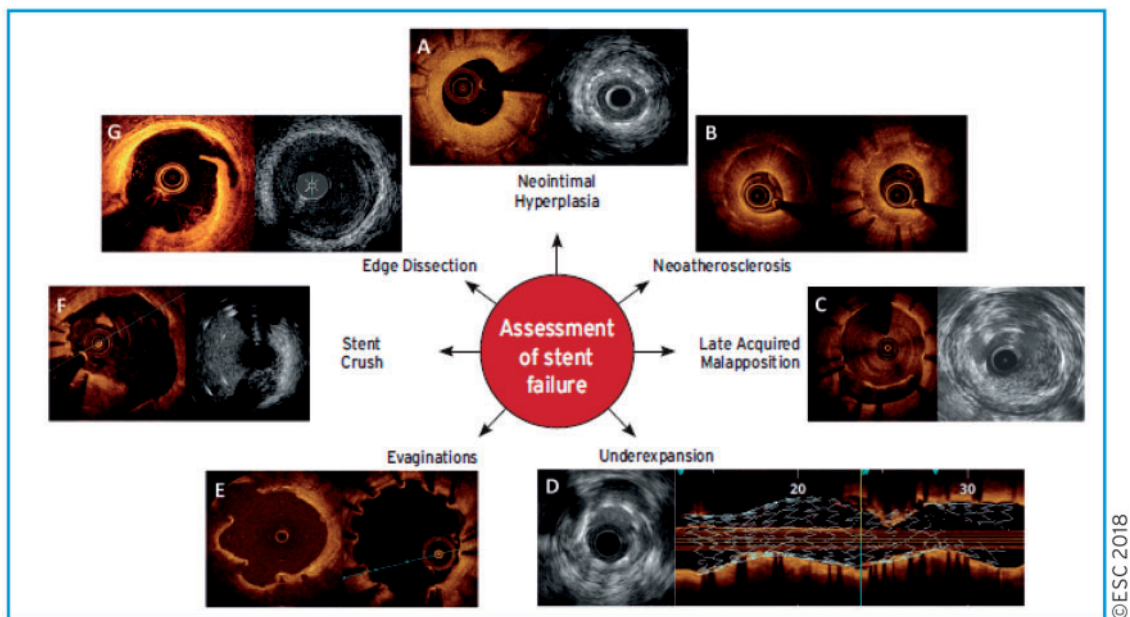 A
Neointimal
Hyperplasia
G
Edge Dissection
B
Neoatherosclerosis
F
Stent
Crush
Assessment
of stent
failure
C
Late Acquired
Malapposition
Evaginations
E
Underexpansion
D
20
30
©ESC 2018